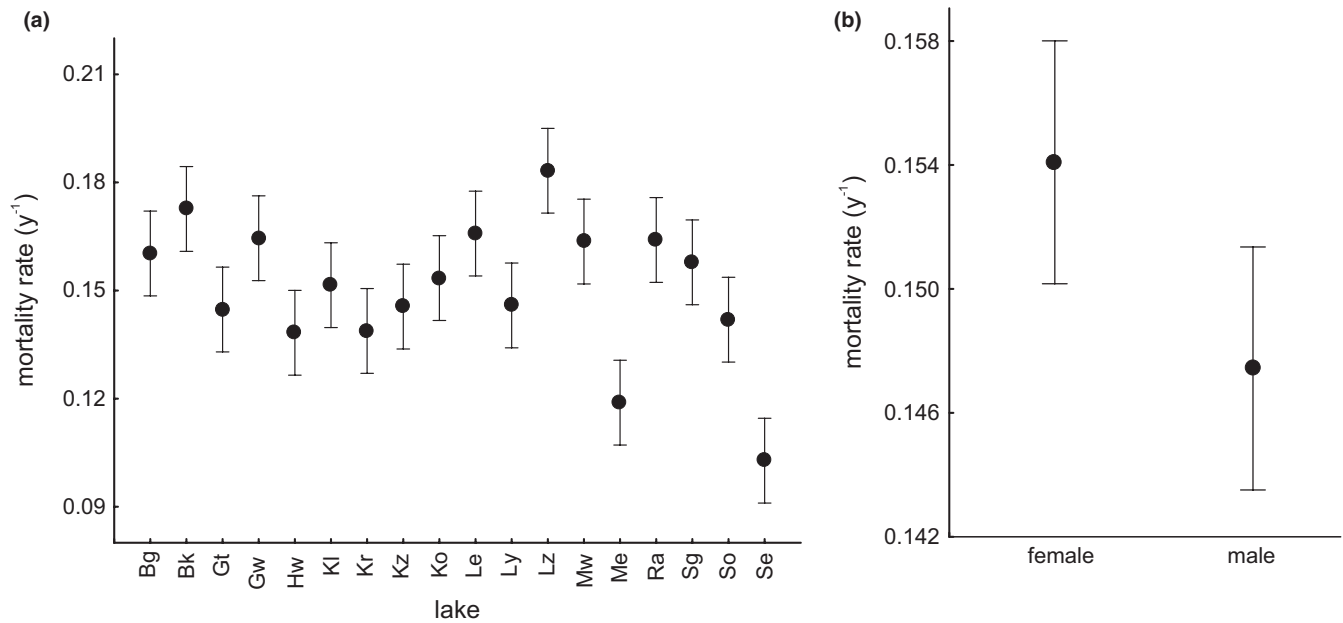 (a)
mortality rate (y⁻¹)
0.21
0.18
0.15
0.12
0.09
Bg Bk Gt Gw Hw Kl Kr Kz Ko Le Ly Lz Mw Me Ra Sg So Se
lake
(b)
mortality rate (y⁻¹)
0.158
0.154
0.150
0.146
0.142
female male